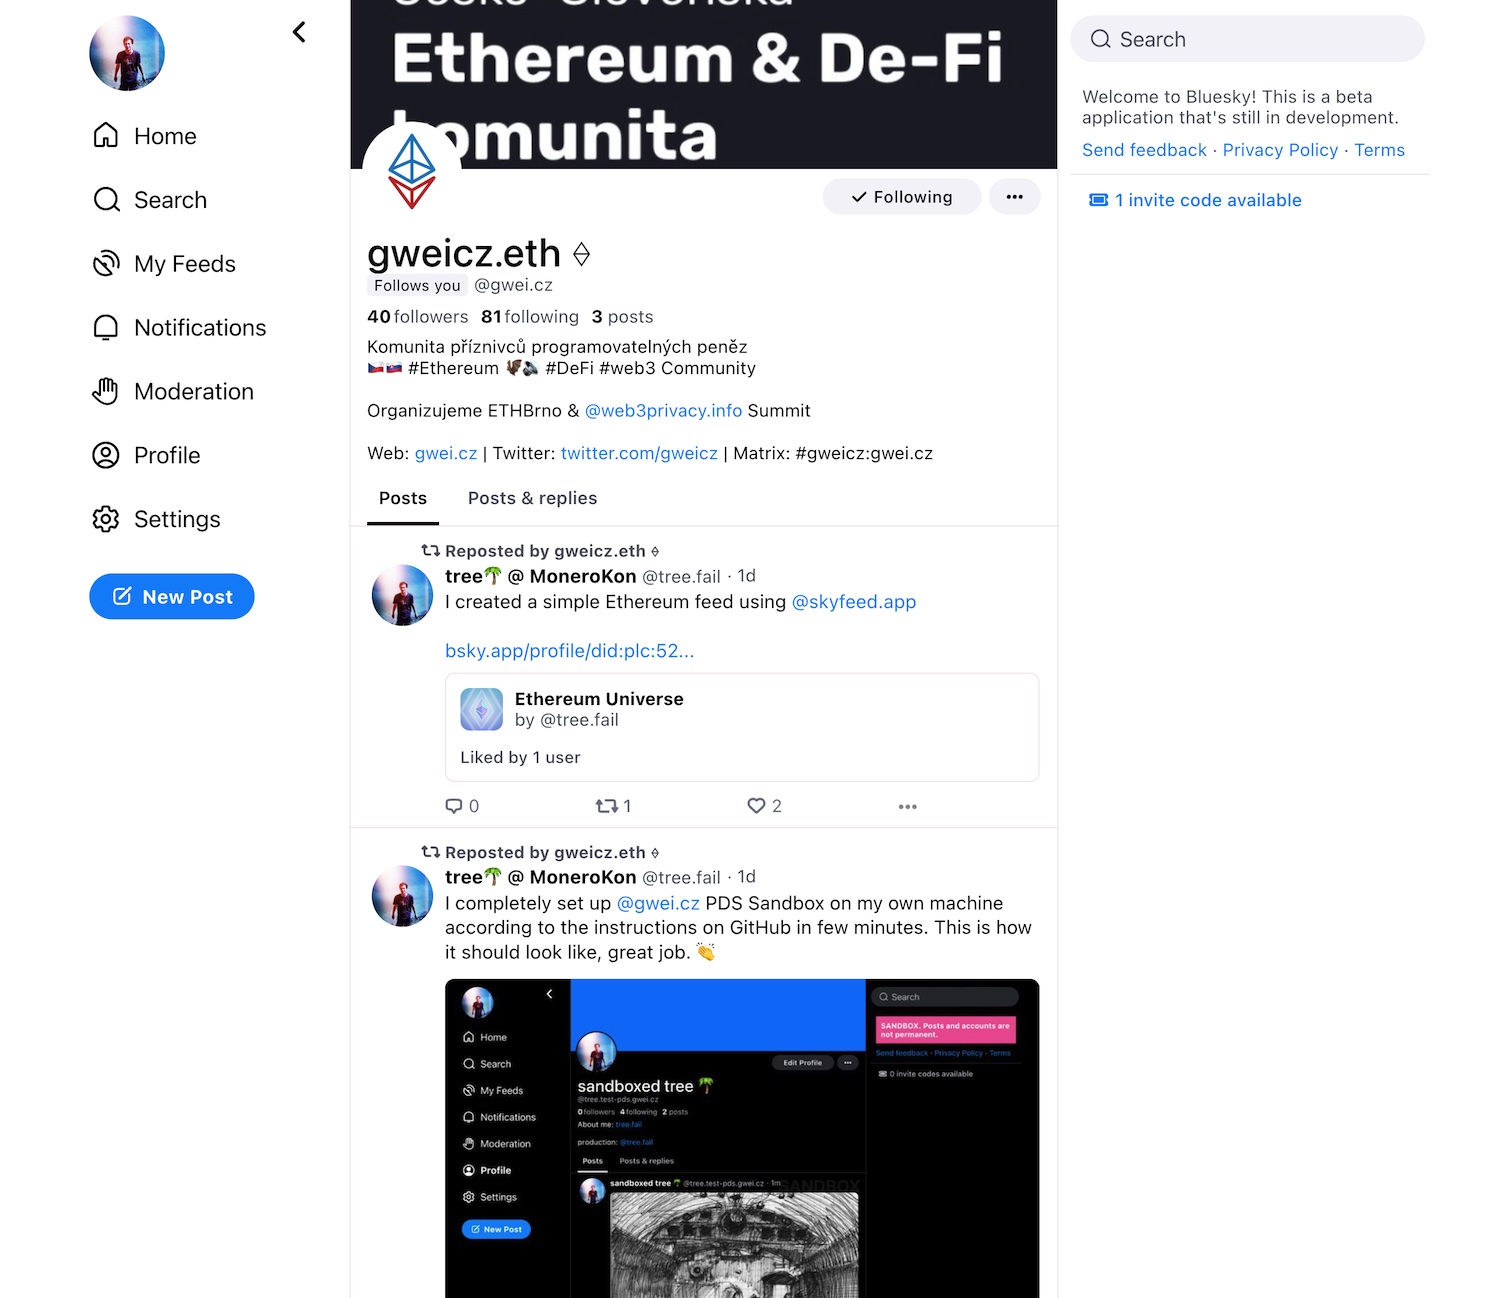 Home
Search
My Feeds
Notifications
Moderation
Profile
Settings
New Post
Ethereum & De-Fi
komunita
Following
gweicz.eth
Follows you @gwei.cz
40 followers 81 following 3 posts
Komunita příznivců programovatelných peněz
🇨🇿🇸🇰 #Ethereum 🦇🔊 #DeFi #web3 Community
Organizujeme ETHBrno & @web3privacy.info Summit
Web: gwei.cz | Twitter: twitter.com/gweicz | Matrix: #gweicz:gwei.cz
Posts Posts & replies
Reposted by gweicz.eth
tree🌴 @ MoneroKon @tree.fail · 1d
I created a simple Ethereum feed using @skyfeed.app
bsky.app/profile/did:plc:52...
Ethereum Universe
by @tree.fail
Liked by 1 user
0 1 2
Reposted by gweicz.eth
tree🌴 @ MoneroKon @tree.fail · 1d
I completely set up @gwei.cz PDS Sandbox on my own machine
according to the instructions on GitHub in few minutes. This is how
it should look like, great job. 👏
Home
Search
My Feeds
Notifications
Moderation
Profile
Settings
New Post
Edit Profile
sandboxed tree 🌴
@tree.test-pds.gwei.cz
0 followers 4 following 2 posts
About me: tree.fail
production: @tree.fail
Posts Posts & replies
sandboxed tree 🌴 @tree.test-pds.gwei.cz · 1m
SANDBOX
Search
SANDBOX. Posts and accounts are
not permanent.
Send feedback · Privacy Policy · Terms
0 invite codes available
Search
Welcome to Bluesky! This is a beta
application that's still in development.
Send feedback · Privacy Policy · Terms
1 invite code available